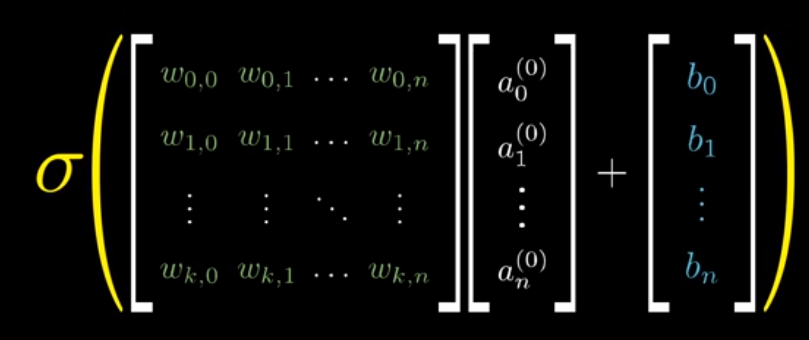 w_{0,0} w_{0,1} … w_{0,n} a_0^{(0)} b_0
w_{1,0} w_{1,1} … w_{1,n} a_1^{(0)} b_1
σ ( [ ⋮ ⋮ ⋱ ⋮ ] [ ⋮ ] + [ ⋮ ] )
w_{k,0} w_{k,1} … w_{k,n} a_n^{(0)} b_n